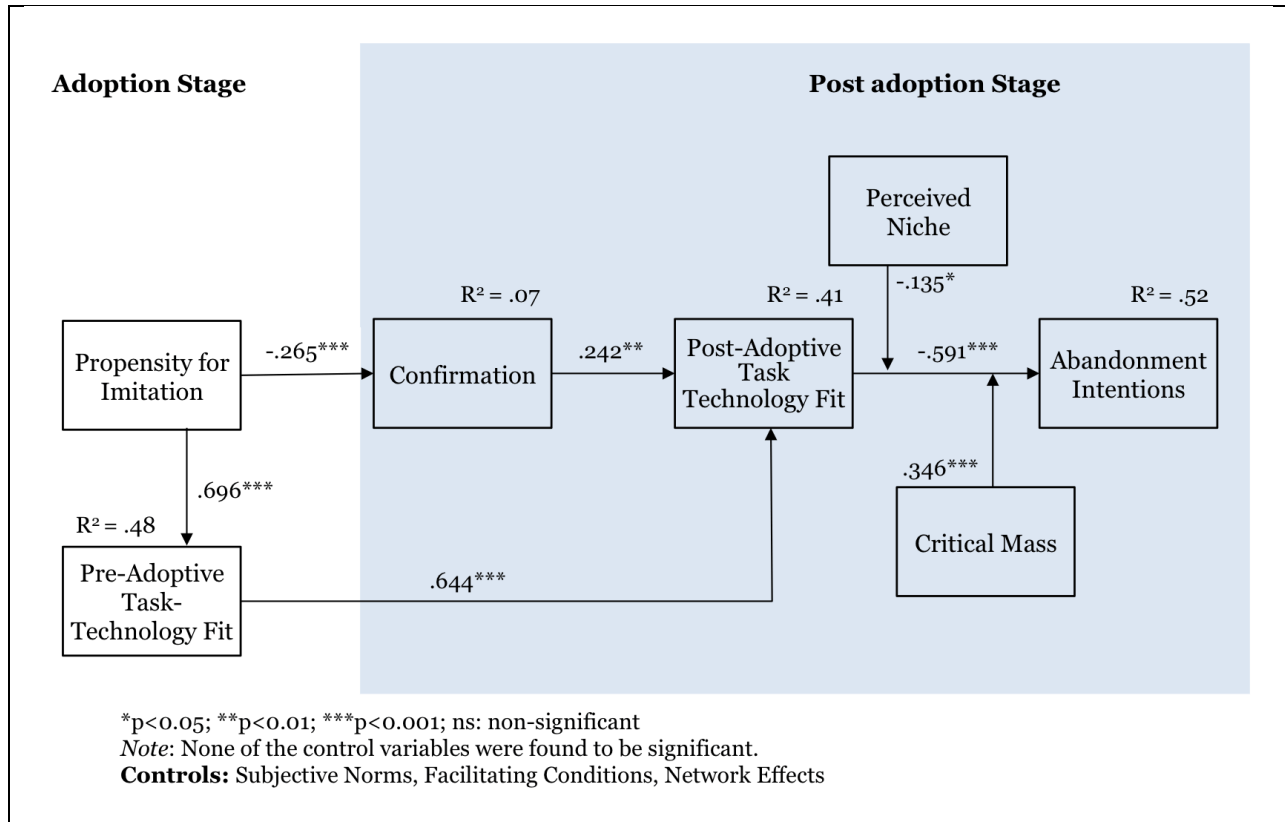 Adoption Stage
Post adoption Stage
Perceived
Niche
-.135*
R² = .07
R² = .41
R² = .52
Propensity for
Imitation
-.265***
Confirmation
.242**
Post-Adoptive
Task
Technology Fit
-.591***
Abandonment
Intentions
.696***
.346***
R² = .48
Critical Mass
Pre-Adoptive
Task-
Technology Fit
.644***
*p<0.05; **p<0.01; ***p<0.001; ns: non-significant
Note: None of the control variables were found to be significant.
Controls: Subjective Norms, Facilitating Conditions, Network Effects